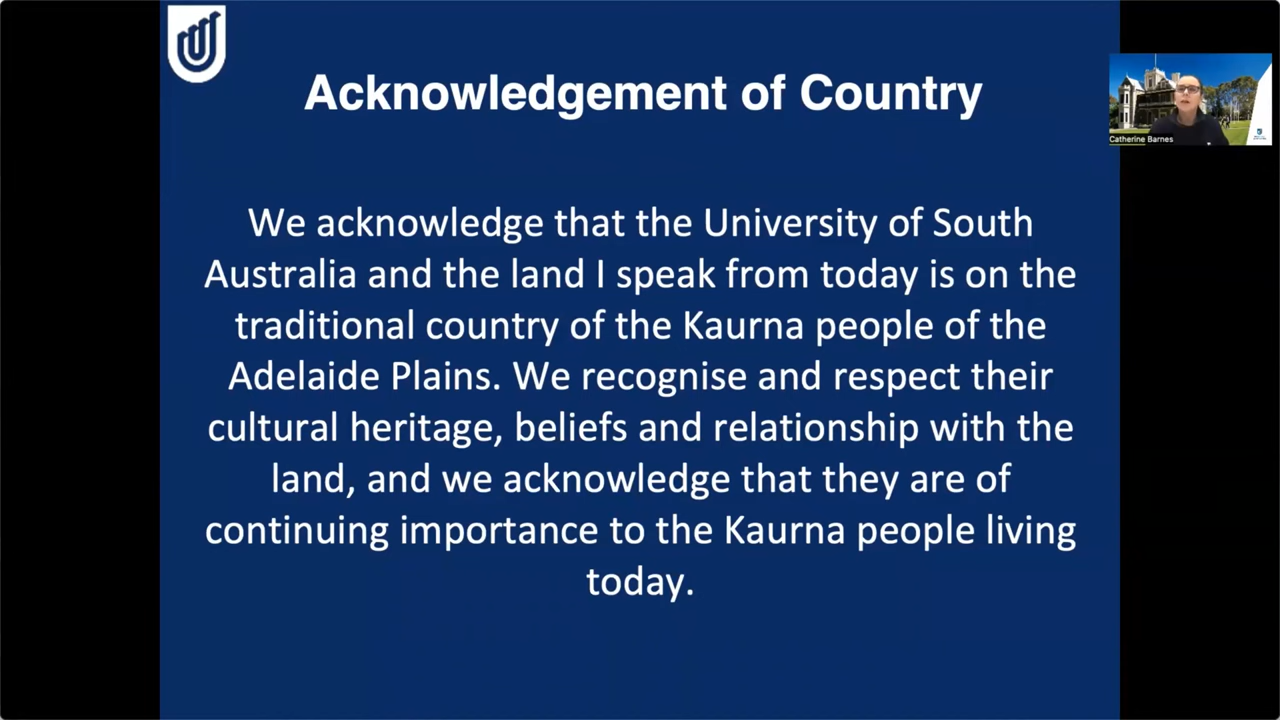 Acknowledgement of Country
We acknowledge that the University of South
Australia and the land I speak from today is on the
traditional country of the Kaurna people of the
Adelaide Plains. We recognise and respect their
cultural heritage, beliefs and relationship with the
land, and we acknowledge that they are of
continuing importance to the Kaurna people living
today.
Catherine Barnes